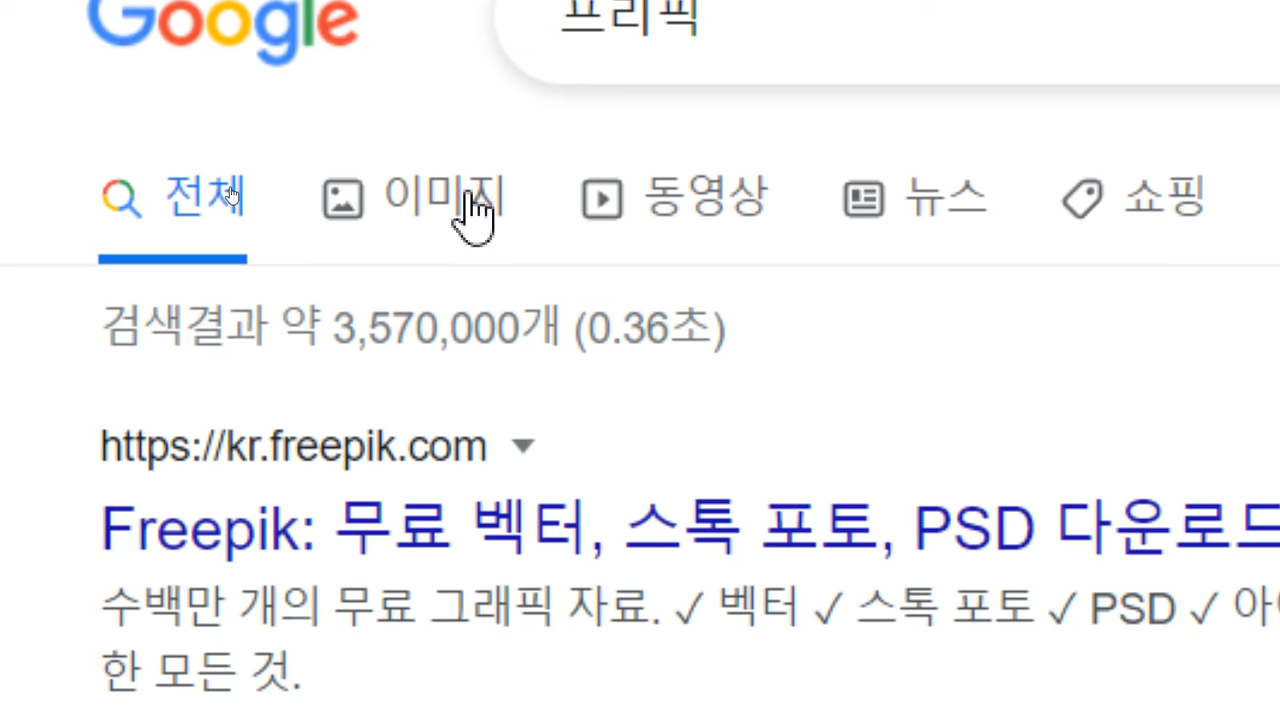 Google
프리픽
전체 이미지 동영상 뉴스 쇼핑
검색결과 약 3,570,000개 (0.36초)
https://kr.freepik.com
Freepik: 무료 벡터, 스톡 포토, PSD 다운로드
수백만 개의 무료 그래픽 자료. ✓ 벡터 ✓ 스톡 포토 ✓ PSD ✓
한 모든 것.